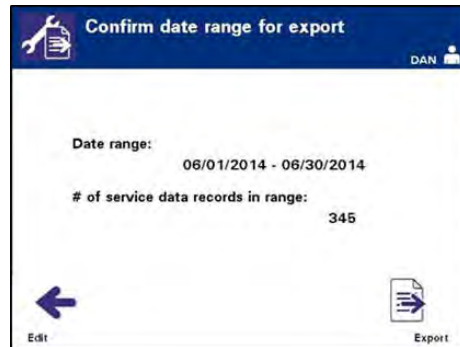 Confirm date range for export
DAN
Date range:
06/01/2014 - 06/30/2014
# of service data records in range:
345
Edit
Export